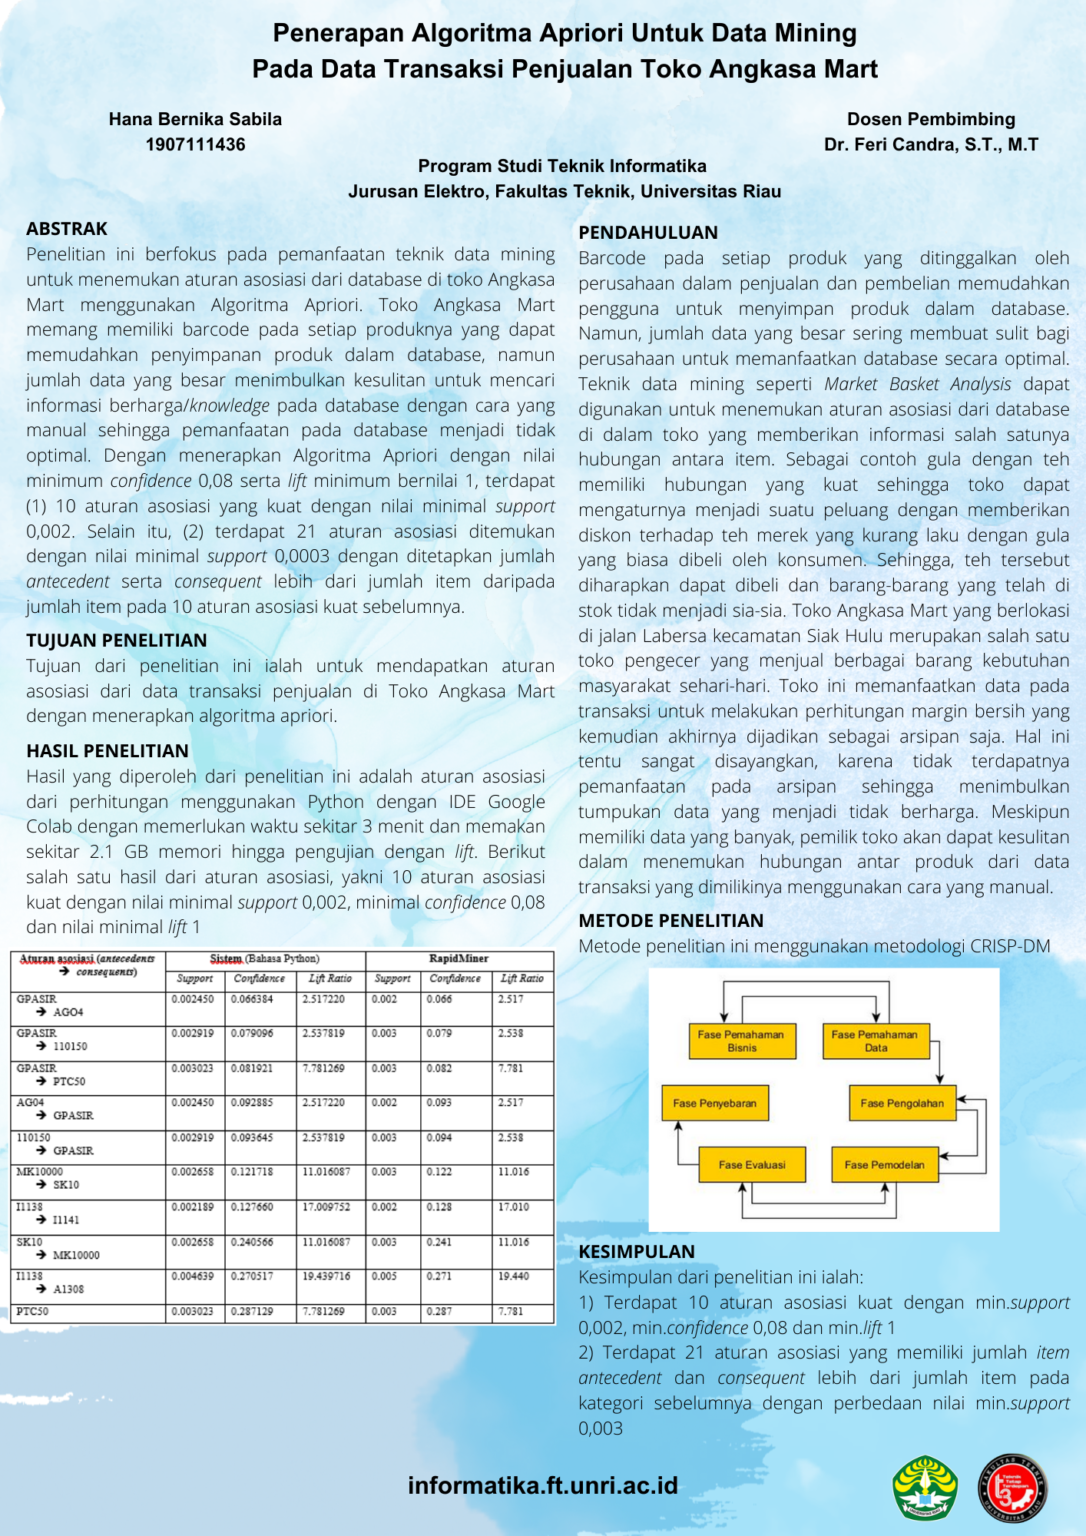 Penerapan Algoritma Apriori Untuk Data Mining
Pada Data Transaksi Penjualan Toko Angkasa Mart
Hana Bernika Sabila
1907111436
Dosen Pembimbing
Dr. Feri Candra, S.T., M.T
Program Studi Teknik Informatika
Jurusan Elektro, Fakultas Teknik, Universitas Riau
ABSTRAK
Penelitian ini berfokus pada pemanfaatan teknik data mining
untuk menemukan aturan asosiasi dari database di toko Angkasa
Mart menggunakan Algoritma Apriori. Toko Angkasa Mart
memang memiliki barcode pada setiap produknya yang dapat
memudahkan penyimpanan produk dalam database, namun
jumlah data yang besar menimbulkan kesulitan untuk mencari
informasi berharga/knowledge pada database dengan cara yang
manual sehingga pemanfaatan pada database menjadi tidak
optimal. Dengan menerapkan Algoritma Apriori dengan nilai
minimum confidence 0,08 serta lift minimum bernilai 1, terdapat
(1) 10 aturan asosiasi yang kuat dengan nilai minimal support
0,002. Selain itu, (2) terdapat 21 aturan asosiasi ditemukan
dengan nilai minimal support 0,0003 dengan ditetapkan jumlah
antecedent serta consequent lebih dari jumlah item daripada
jumlah item pada 10 aturan asosiasi kuat sebelumnya.
TUJUAN PENELITIAN
Tujuan dari penelitian ini ialah untuk mendapatkan aturan
asosiasi dari data transaksi penjualan di Toko Angkasa Mart
dengan menerapkan algoritma apriori.
HASIL PENELITIAN
Hasil yang diperoleh dari penelitian ini adalah aturan asosiasi
dari perhitungan menggunakan Python dengan IDE Google
Colab dengan memerlukan waktu sekitar 3 menit dan memakan
sekitar 2.1 GB memori hingga pengujian dengan lift. Berikut
salah satu hasil dari aturan asosiasi, yakni 10 aturan asosiasi
kuat dengan nilai minimal support 0,002, minimal confidence 0,08
dan nilai minimal lift 1
Aturan asosiasi (antecedents → consequents) Sistem (Bahasa Python) RapidMiner
Support Confidence Lift Ratio Support Confidence Lift Ratio
GPASIR → AGO4 0.002450 0.066384 2.517220 0.002 0.066 2.517
GPASIR → 110150 0.002919 0.079096 2.537819 0.003 0.079 2.538
GPASIR → PTC50 0.003023 0.081921 7.781269 0.003 0.082 7.781
AG04 → GPASIR 0.002450 0.092885 2.517220 0.002 0.093 2.517
110150 → GPASIR 0.002919 0.093645 2.537819 0.003 0.094 2.538
MK10000 → SK10 0.002658 0.121718 11.016087 0.003 0.122 11.016
I1138 → I1141 0.002189 0.127660 17.009752 0.002 0.128 17.010
SK10 → MK10000 0.002658 0.240566 11.016087 0.003 0.241 11.016
I1138 → A1308 0.004639 0.270517 19.439716 0.005 0.271 19.440
PTC50 0.003023 0.287129 7.781269 0.003 0.287 7.781
PENDAHULUAN
Barcode pada setiap produk yang ditinggalkan oleh
perusahaan dalam penjualan dan pembelian memudahkan
pengguna untuk menyimpan produk dalam database.
Namun, jumlah data yang besar sering membuat sulit bagi
perusahaan untuk memanfaatkan database secara optimal.
Teknik data mining seperti Market Basket Analysis dapat
digunakan untuk menemukan aturan asosiasi dari database
di dalam toko yang memberikan informasi salah satunya
hubungan antara item. Sebagai contoh gula dengan teh
memiliki hubungan yang kuat sehingga toko dapat
mengaturnya menjadi suatu peluang dengan memberikan
diskon terhadap teh merek yang kurang laku dengan gula
yang biasa dibeli oleh konsumen. Sehingga, teh tersebut
diharapkan dapat dibeli dan barang-barang yang telah di
stok tidak menjadi sia-sia. Toko Angkasa Mart yang berlokasi
di jalan Labersa kecamatan Siak Hulu merupakan salah satu
toko pengecer yang menjual berbagai barang kebutuhan
masyarakat sehari-hari. Toko ini memanfaatkan data pada
transaksi untuk melakukan perhitungan margin bersih yang
kemudian akhirnya dijadikan sebagai arsipan saja. Hal ini
tentu sangat disayangkan, karena tidak terdapatnya
pemanfaatan pada arsipan sehingga menimbulkan
tumpukan data yang menjadi tidak berharga. Meskipun
memiliki data yang banyak, pemilik toko akan dapat kesulitan
dalam menemukan hubungan antar produk dari data
transaksi yang dimilikinya menggunakan cara yang manual.
METODE PENELITIAN
Metode penelitian ini menggunakan metodologi CRISP-DM
Fase Pemahaman Bisnis
Fase Pemahaman Data
Fase Penyebaran
Fase Pengolahan
Fase Evaluasi
Fase Pemodelan
KESIMPULAN
Kesimpulan dari penelitian ini ialah:
1) Terdapat 10 aturan asosiasi kuat dengan min.support
0,002, min.confidence 0,08 dan min.lift 1
2) Terdapat 21 aturan asosiasi yang memiliki jumlah item
antecedent dan consequent lebih dari jumlah item pada
kategori sebelumnya dengan perbedaan nilai min.support
0,003
informatika.ft.unri.ac.id